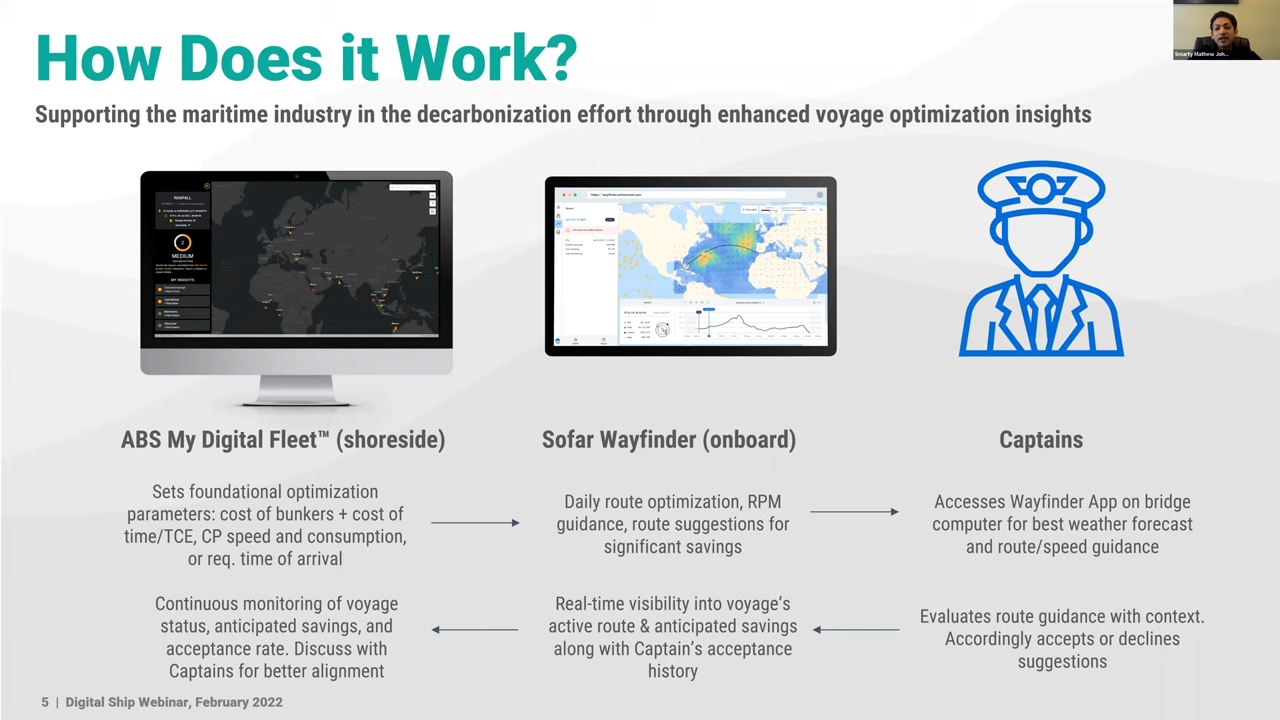 How Does it Work?
Smarty Mathew Joh...
Supporting the maritime industry in the decarbonization effort through enhanced voyage optimization insights
RAINFALL
MEDIUM
MY INSIGHTS
ABS My Digital Fleet™ (shoreside)
Sofar Wayfinder (onboard)
Captains
Sets foundational optimization
parameters: cost of bunkers + cost of
time/TCE, CP speed and consumption,
or req. time of arrival
Daily route optimization, RPM
guidance, route suggestions for
significant savings
Accesses Wayfinder App on bridge
computer for best weather forecast
and route/speed guidance
Continuous monitoring of voyage
status, anticipated savings, and
acceptance rate. Discuss with
Captains for better alignment
Real-time visibility into voyage's
active route & anticipated savings
along with Captain's acceptance
history
Evaluates route guidance with context.
Accordingly accepts or declines
suggestions
5 | Digital Ship Webinar, February 2022